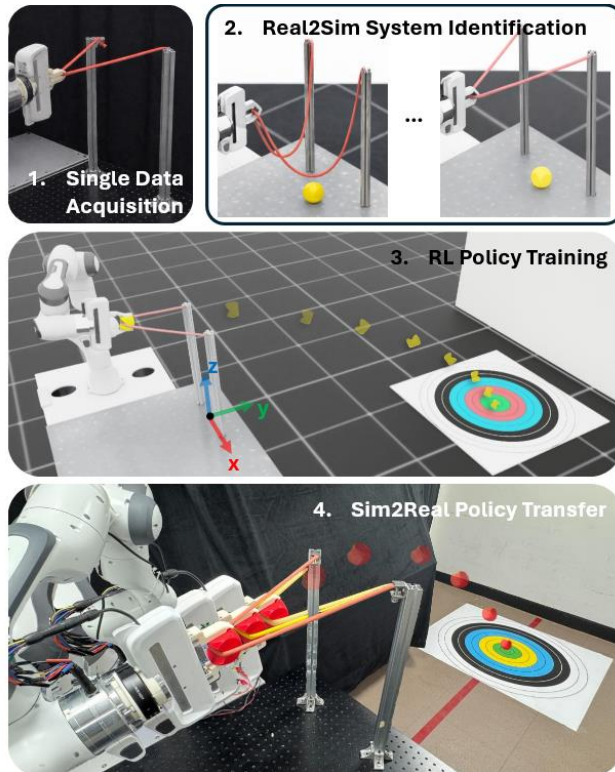 2. Real2Sim System Identification
...
1. Single Data
Acquisition
3. RL Policy Training
z
y
x
4. Sim2Real Policy Transfer